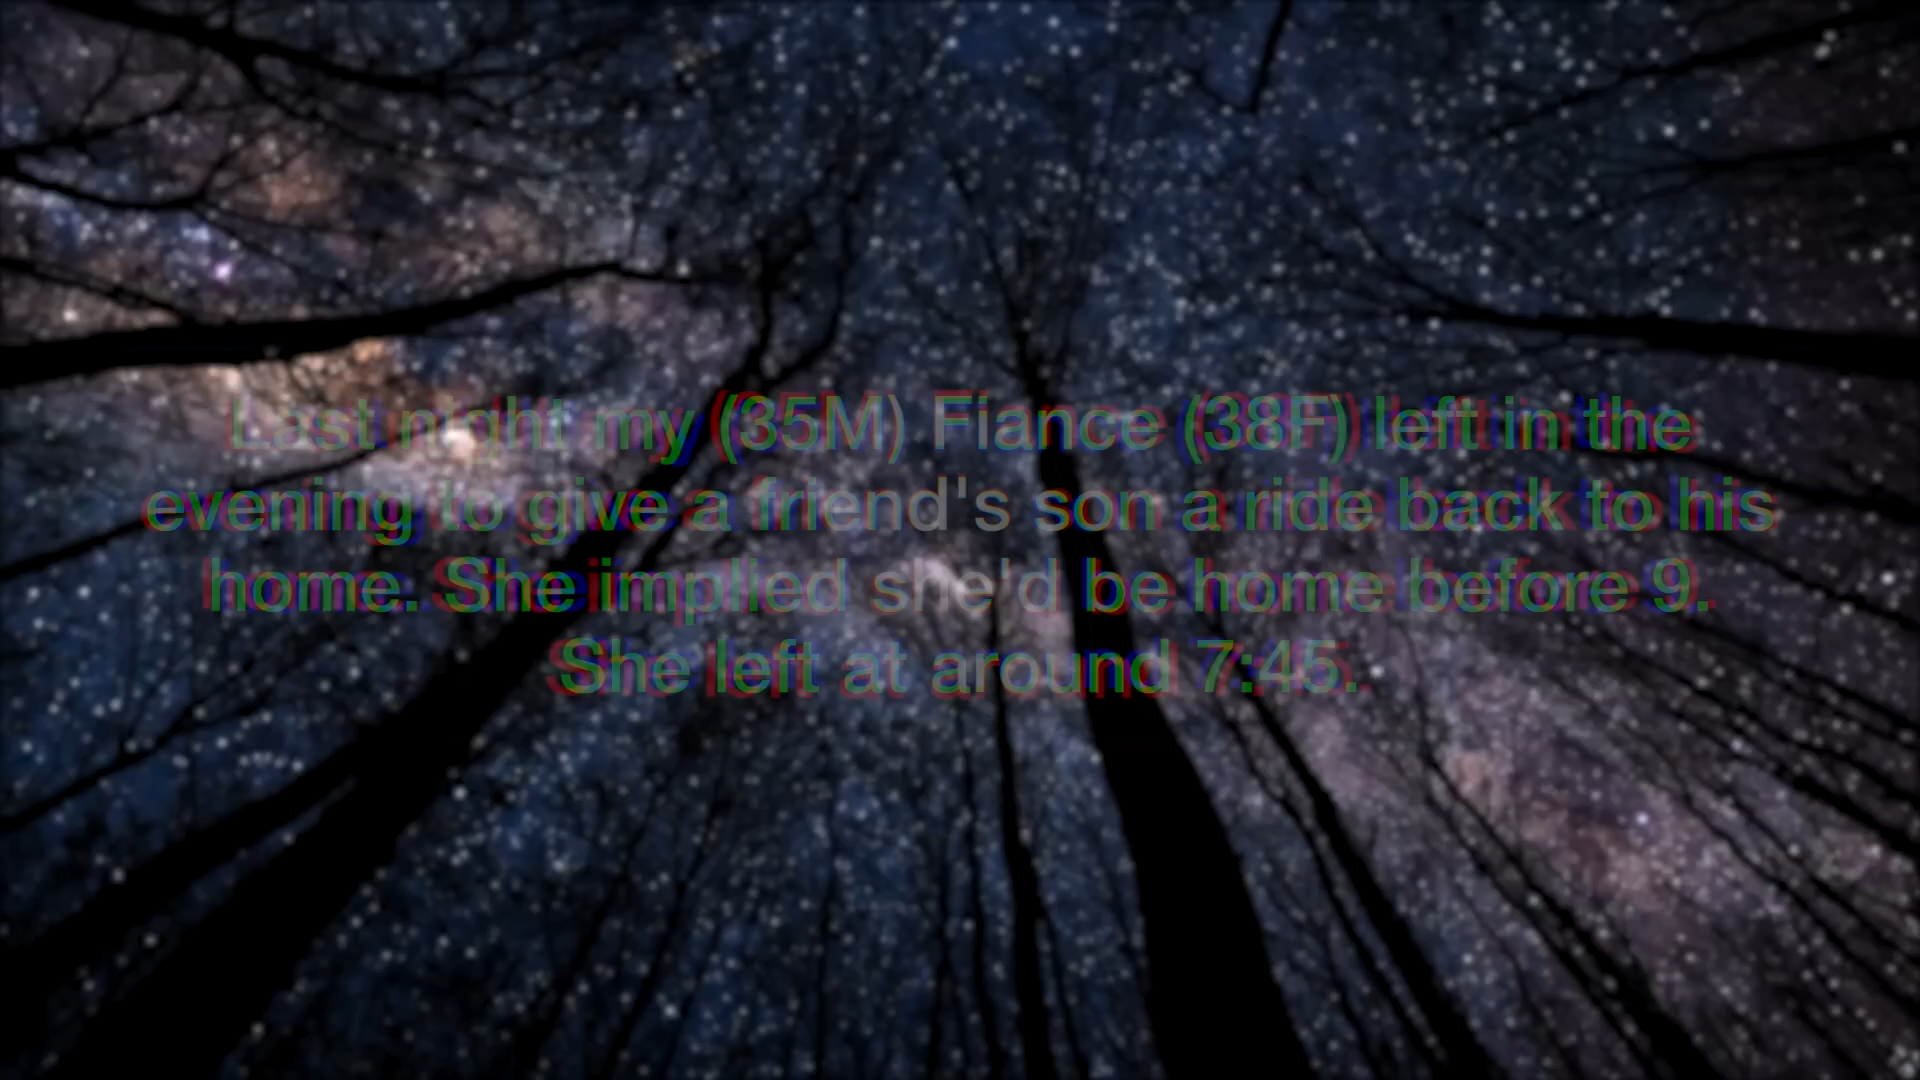 Last night my (35M) Fiance (38F) left in the
evening to give a friend's son a ride back to his
home. She implied she'd be home before 9.
She left at around 7:45.